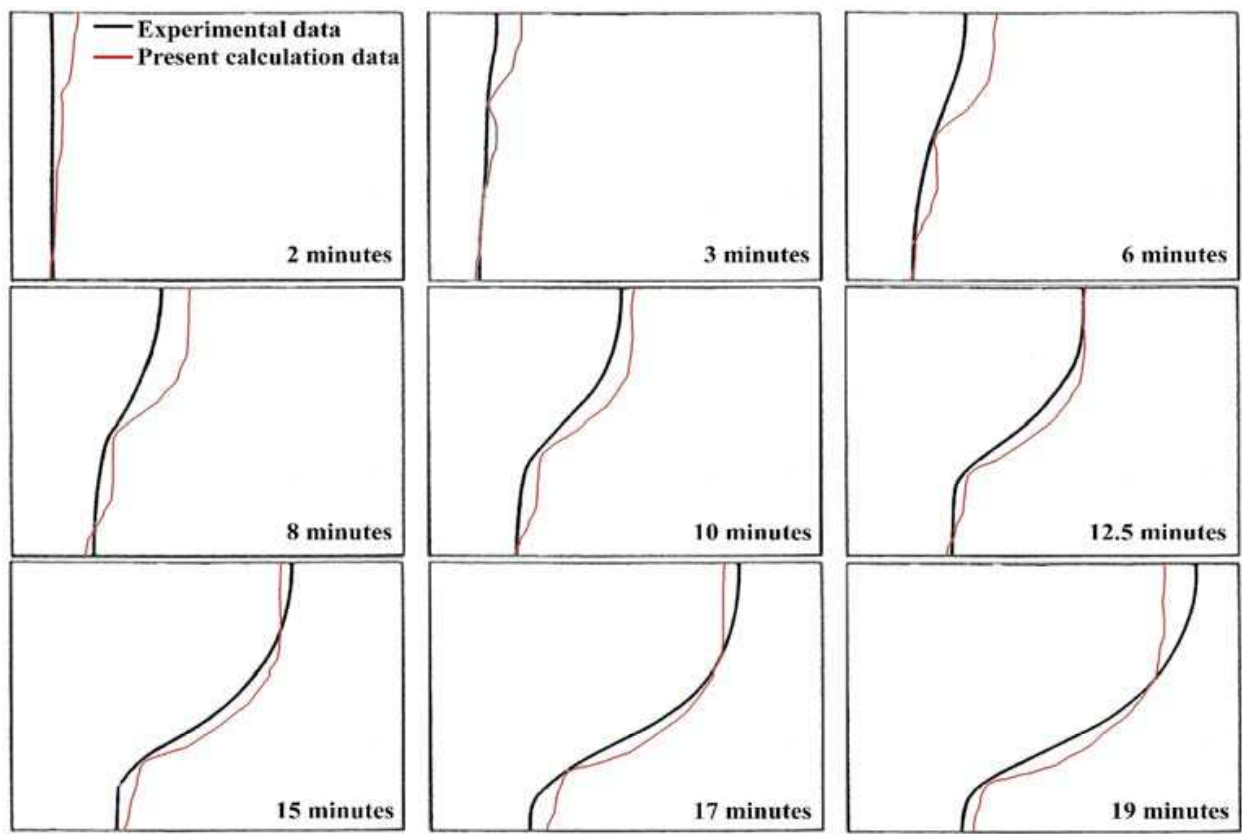 Experimental data
Present calculation data
2 minutes
3 minutes
6 minutes
8 minutes
10 minutes
12.5 minutes
15 minutes
17 minutes
19 minutes